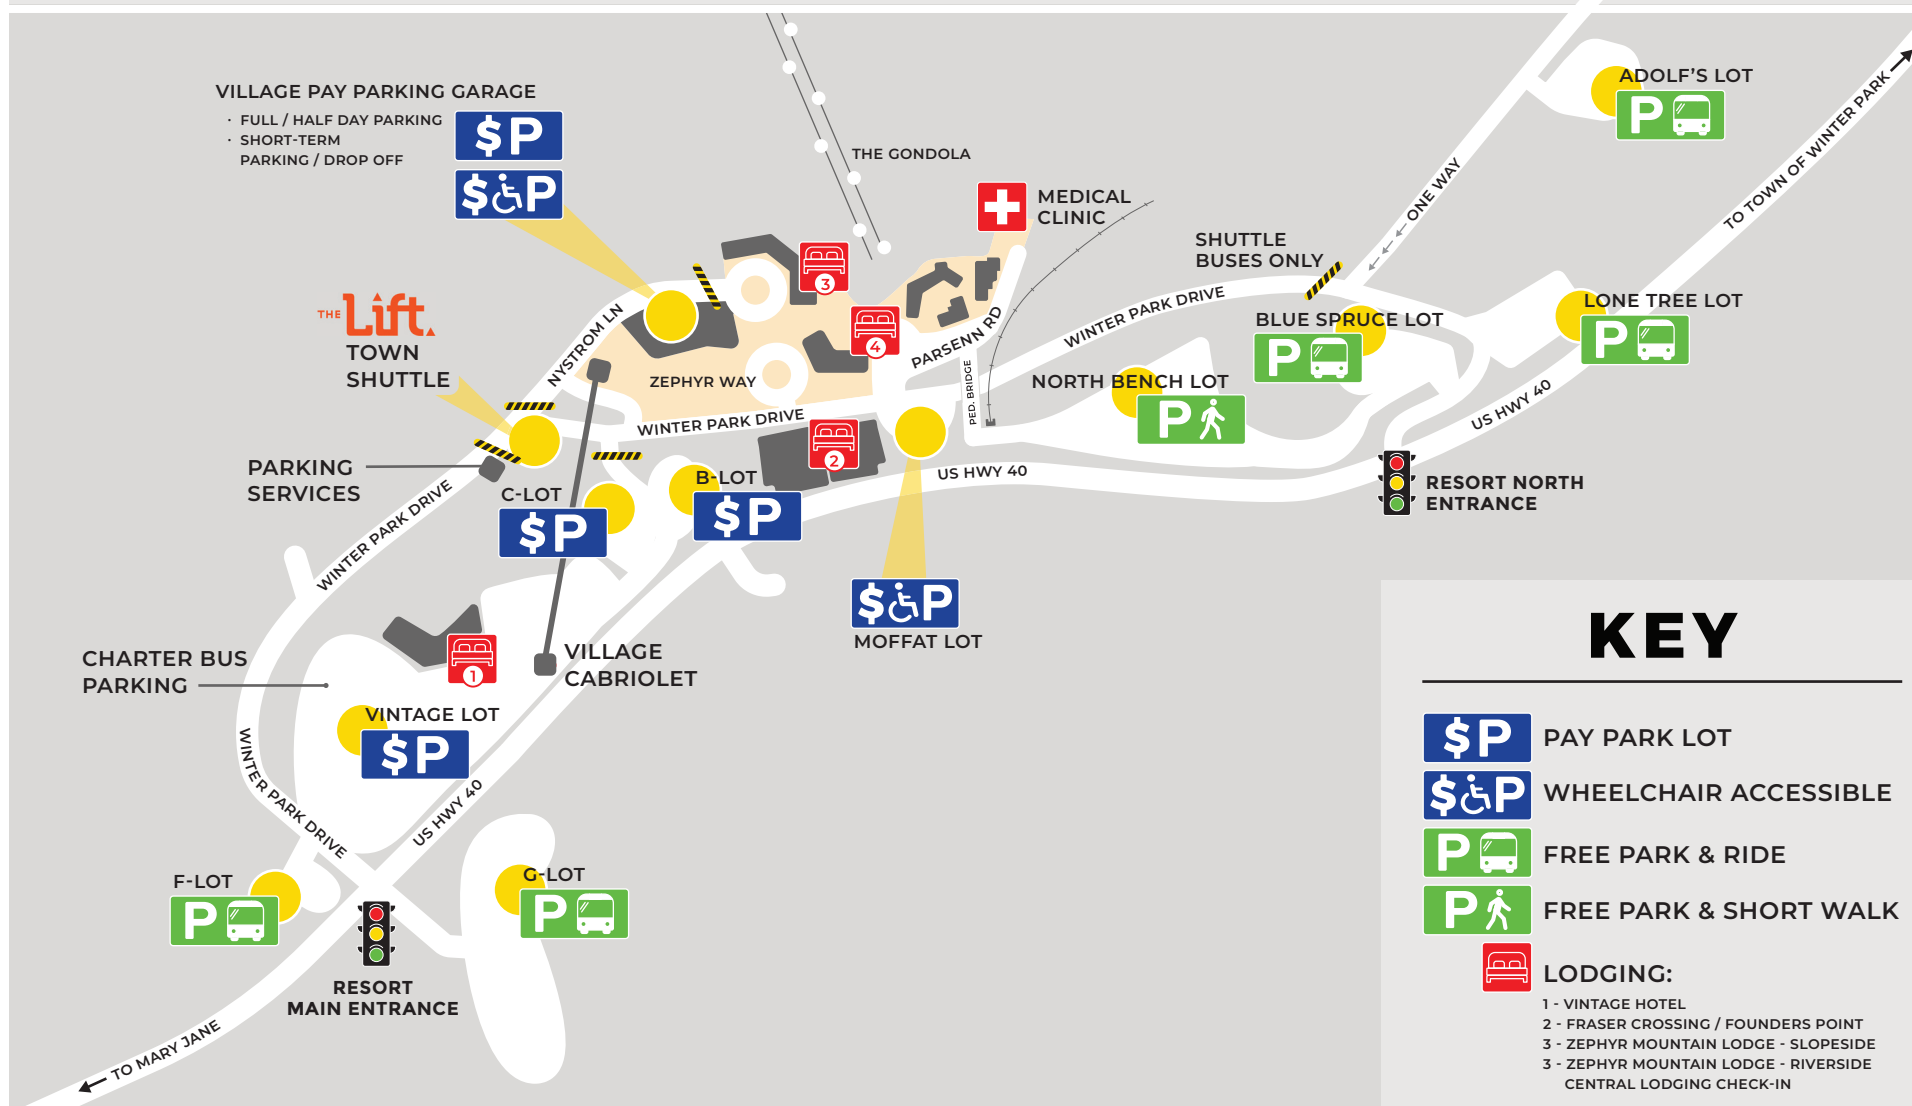 VILLAGE PAY PARKING GARAGE
· FULL / HALF DAY PARKING
· SHORT-TERM
PARKING / DROP OFF
$P
$P
THE GONDOLA
MEDICAL
CLINIC
ADOLF'S LOT
P
TO TOWN OF WINTER PARK
ONE WAY
SHUTTLE
BUSES ONLY
THE Lift.
TOWN
SHUTTLE
NYSTROM LN
3
4
ZEPHYR WAY
PARSENN RD
PED. BRIDGE
WINTER PARK DRIVE
BLUE SPRUCE LOT
P
LONE TREE LOT
P
NORTH BENCH LOT
P
US HWY 40
WINTER PARK DRIVE
2
US HWY 40
PARKING
SERVICES
C-LOT
$P
B-LOT
$P
RESORT NORTH
ENTRANCE
WINTER PARK DRIVE
$P
MOFFAT LOT
1
VILLAGE
CABRIOLET
CHARTER BUS
PARKING
VINTAGE LOT
$P
WINTER PARK DRIVE
US HWY 40
F-LOT
P
G-LOT
P
RESORT
MAIN ENTRANCE
TO MARY JANE
KEY
$P PAY PARK LOT
$P WHEELCHAIR ACCESSIBLE
P FREE PARK & RIDE
P FREE PARK & SHORT WALK
LODGING:
1 - VINTAGE HOTEL
2 - FRASER CROSSING / FOUNDERS POINT
3 - ZEPHYR MOUNTAIN LODGE - SLOPESIDE
3 - ZEPHYR MOUNTAIN LODGE - RIVERSIDE
CENTRAL LODGING CHECK-IN